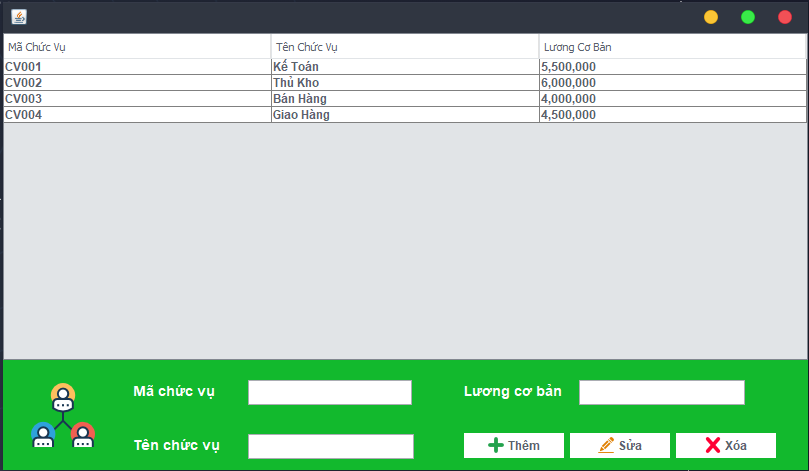 Mã Chức Vụ Tên Chức Vụ Lương Cơ Bản
CV001 Kế Toán 5,500,000
CV002 Thủ Kho 6,000,000
CV003 Bán Hàng 4,000,000
CV004 Giao Hàng 4,500,000
Mã chức vụ Lương cơ bản
Tên chức vụ Thêm Sửa Xóa